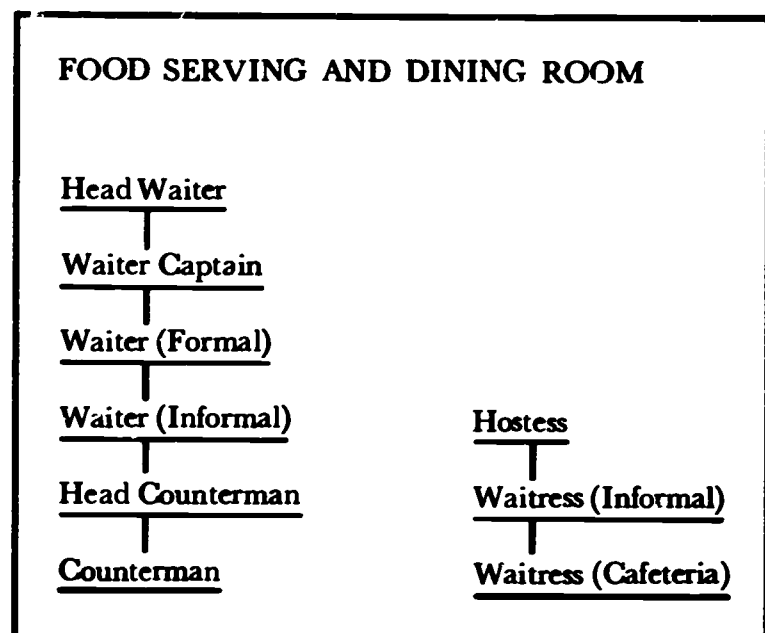 FOOD SERVING AND DINING ROOM
Head Waiter
Waiter Captain
Waiter (Formal)
Waiter (Informal)
Head Counterman
Counterman
Hostess
Waitress (Informal)
Waitress (Cafeteria)